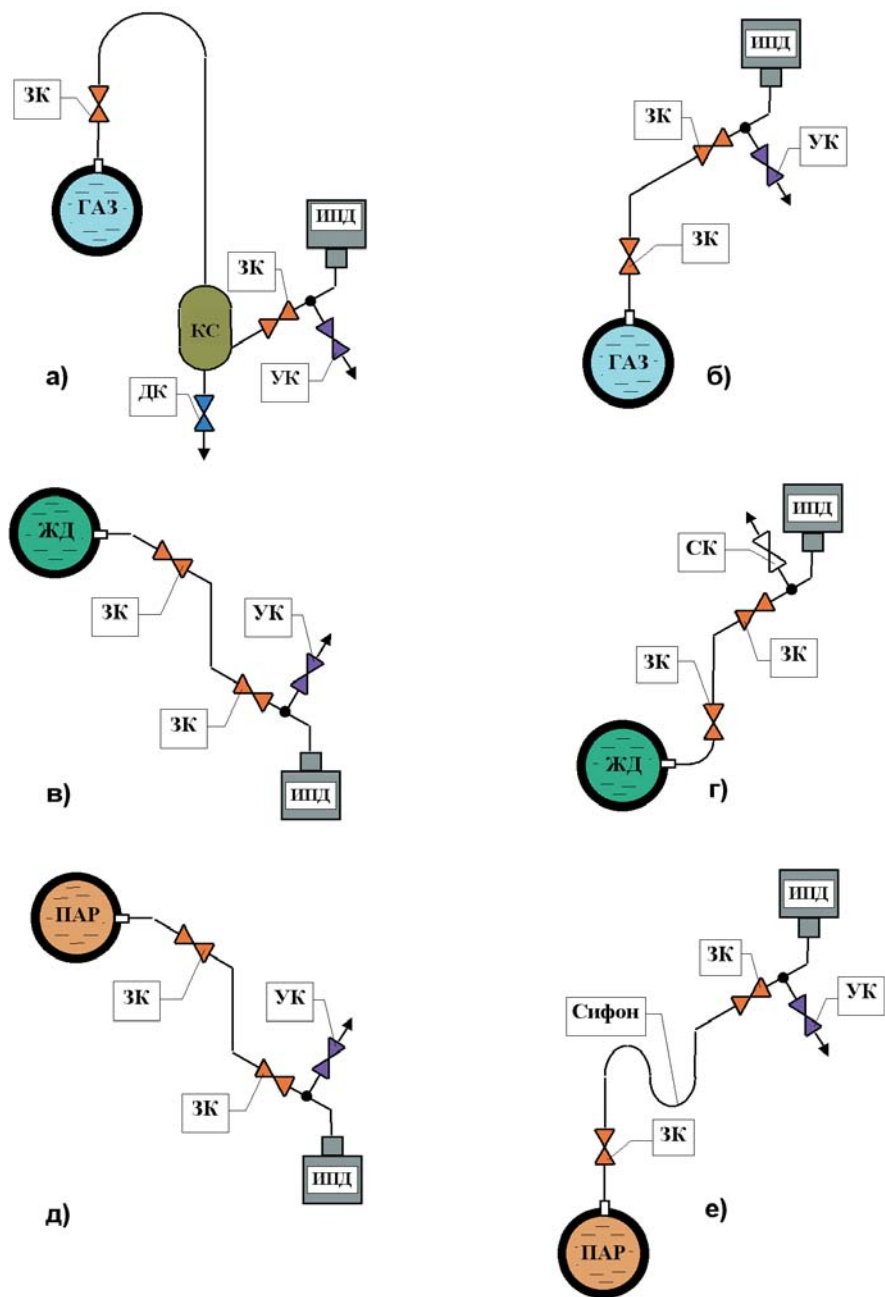 ЗК
ГАЗ
ИПД
ЗК
КС
УК
ДК
а)
ИПД
ЗК
УК
ЗК
ГАЗ
б)
ЖД
ЗК
УК
ЗК
ИПД
в)
ИПД
СК
ЗК
ЗК
ЖД
г)
ПАР
ЗК
УК
ЗК
ИПД
д)
ИПД
ЗК
УК
Сифон
ЗК
ПАР
е)